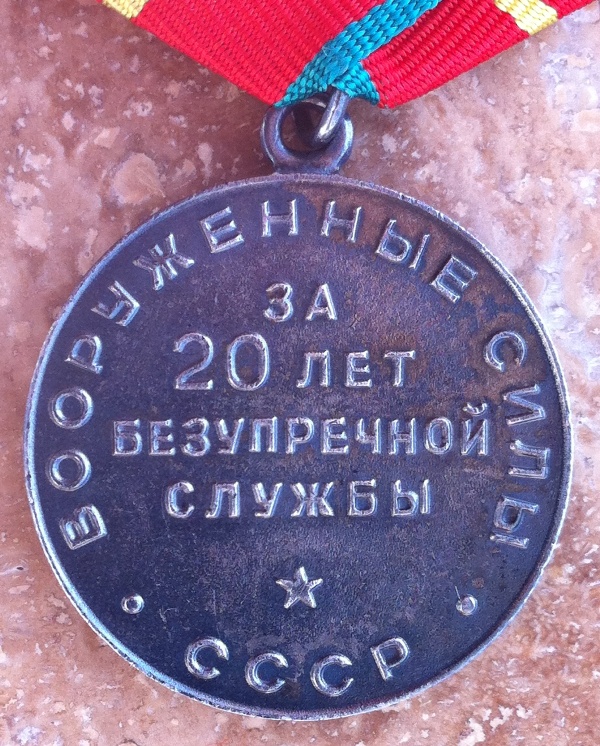 ВООРУЖЕННЫЕ СИЛЫ
ЗА
20 ЛЕТ
БЕЗУПРЕЧНОЙ
СЛУЖБЫ
СССР